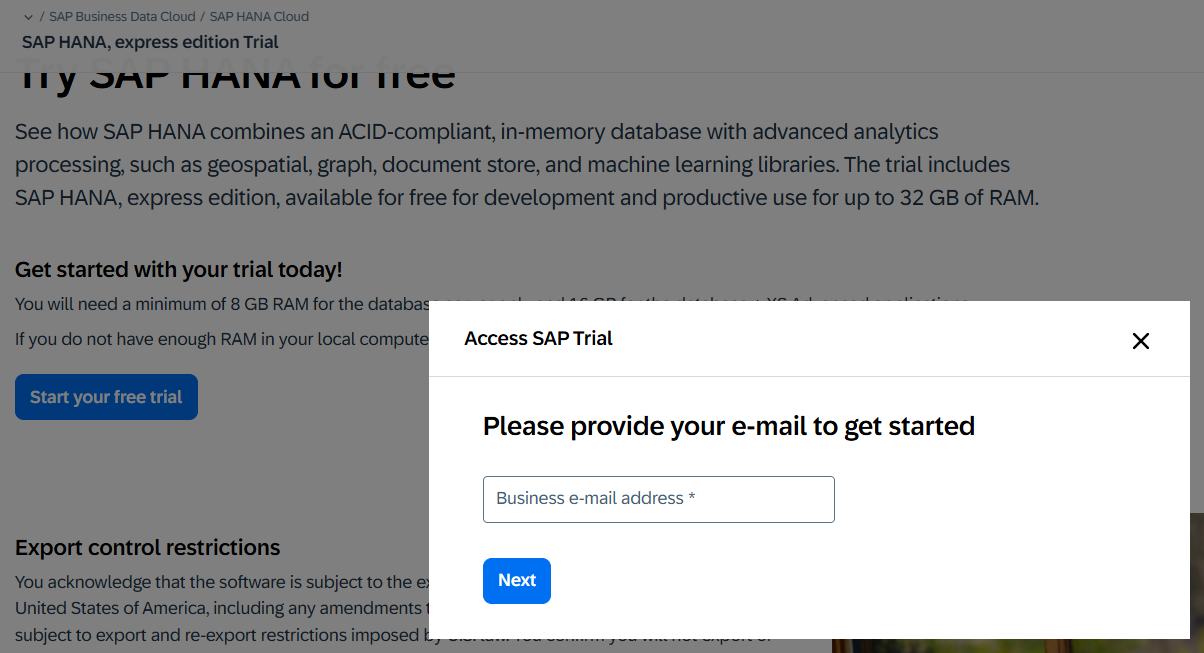 / SAP Business Data Cloud / SAP HANA Cloud
SAP HANA, express edition Trial
Try SAP HANA for free
See how SAP HANA combines an ACID-compliant, in-memory database with advanced analytics
processing, such as geospatial, graph, document store, and machine learning libraries. The trial includes
SAP HANA, express edition, available for free for development and productive use for up to 32 GB of RAM.
Get started with your trial today!
You will need a minimum of 8 GB RAM for the databas
If you do not have enough RAM in your local compute
Start your free trial
Access SAP Trial
Please provide your e-mail to get started
Business e-mail address *
Next
Export control restrictions
You acknowledge that the software is subject to the ex
United States of America, including any amendments t
subject to export and re-export restrictions imposed b